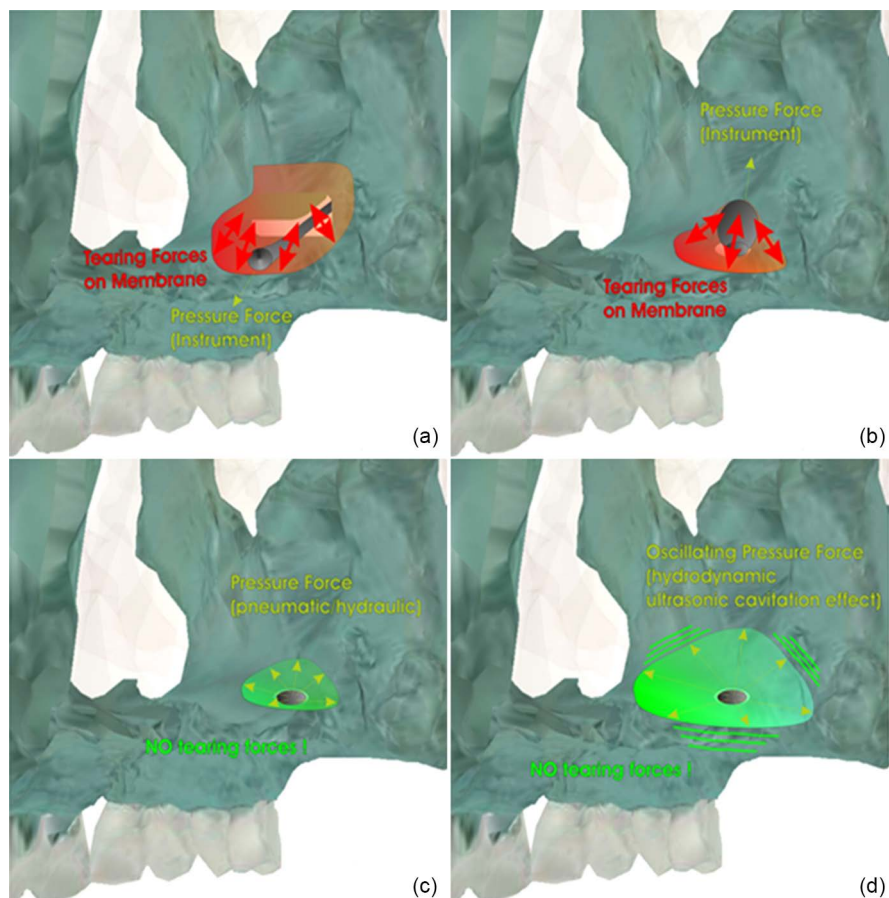 Tearing Forces
on Membrane
Pressure Force
(Instrument)
(a)
Pressure Force
(Instrument)
Tearing Forces
on Membrane
(b)
Pressure Force
(pneumatic hydraulic)
NO tearing forces !
(c)
Oscillating Pressure Force
(hydrodynamic
ultrasonic cavitation effect)
NO tearing forces !
(d)